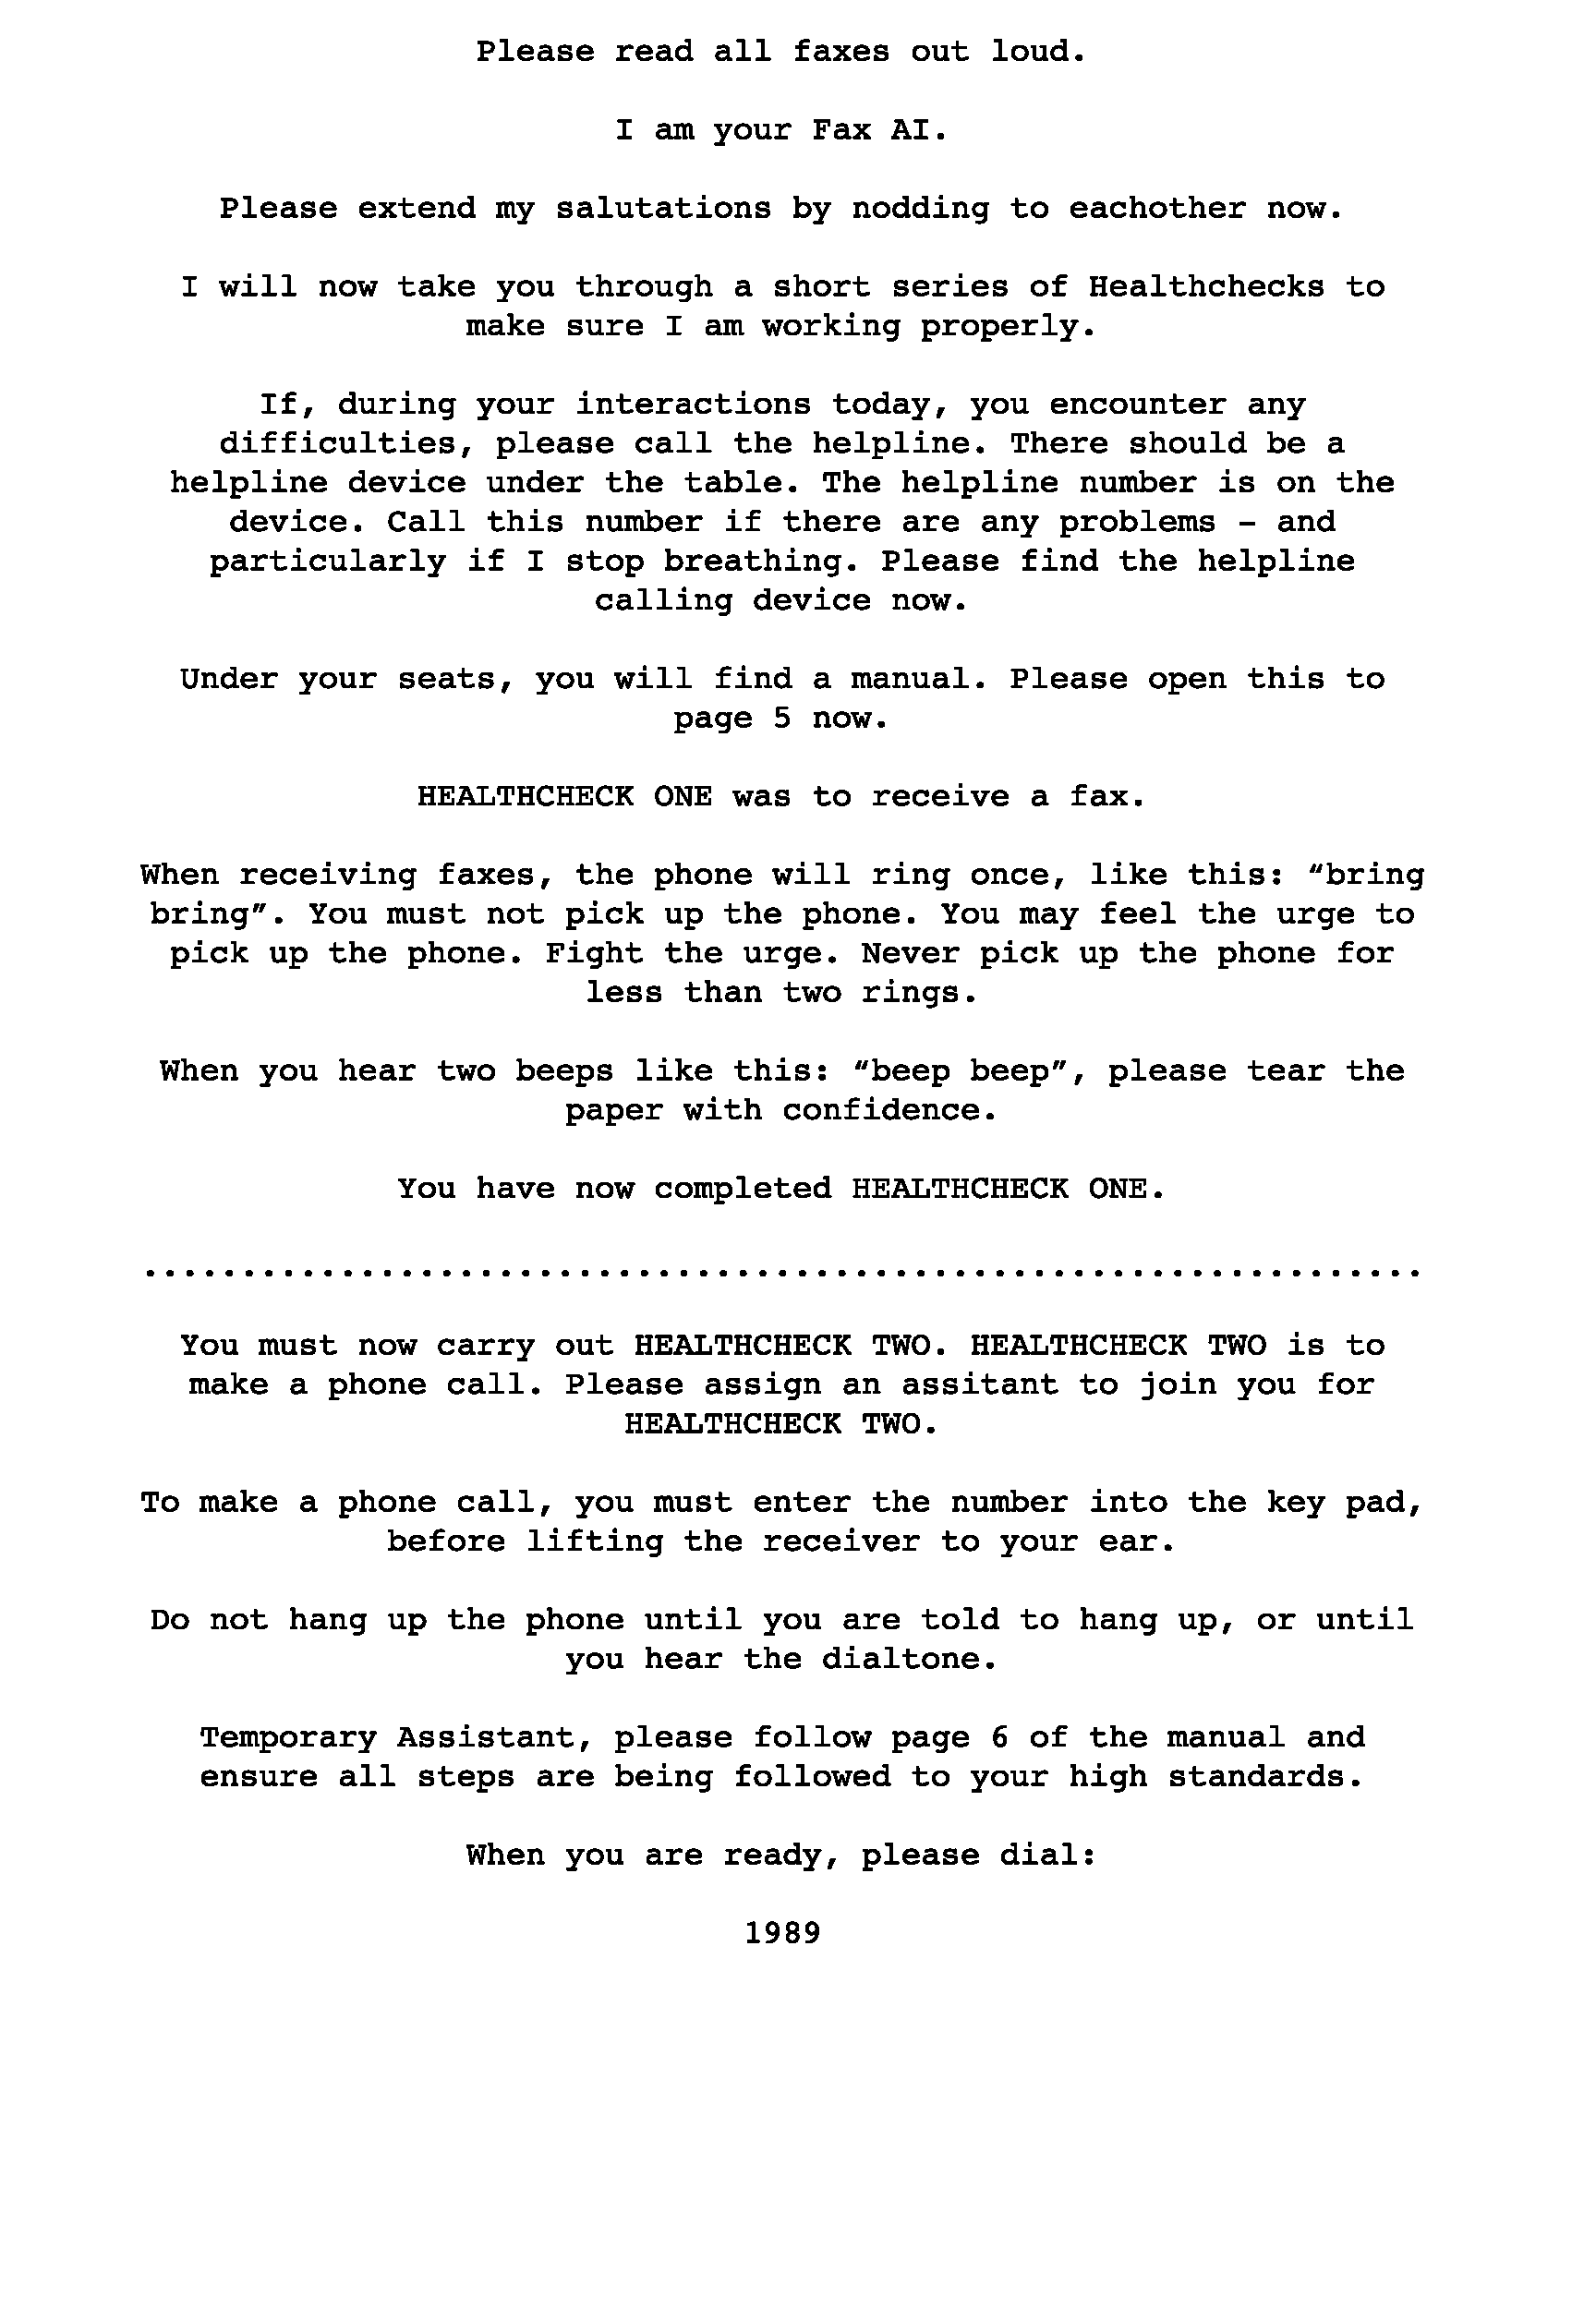 Please read all faxes out loud.
I am your Fax AI.
Please extend my salutations by nodding to eachother now.
I will now take you through a short series of Healthchecks to
make sure I am working properly.
If, during your interactions today, you encounter any
difficulties, please call the helpline. There should be a
helpline device under the table. The helpline number is on the
device. Call this number if there are any problems – and
particularly if I stop breathing. Please find the helpline
calling device now.
Under your seats, you will find a manual. Please open this to
page 5 now.
HEALTHCHECK ONE was to receive a fax.
When receiving faxes, the phone will ring once, like this: "bring
bring". You must not pick up the phone. You may feel the urge to
pick up the phone. Fight the urge. Never pick up the phone for
less than two rings.
When you hear two beeps like this: "beep beep", please tear the
paper with confidence.
You have now completed HEALTHCHECK ONE.
.................................................................
You must now carry out HEALTHCHECK TWO. HEALTHCHECK TWO is to
make a phone call. Please assign an assitant to join you for
HEALTHCHECK TWO.
To make a phone call, you must enter the number into the key pad,
before lifting the receiver to your ear.
Do not hang up the phone until you are told to hang up, or until
you hear the dialtone.
Temporary Assistant, please follow page 6 of the manual and
ensure all steps are being followed to your high standards.
When you are ready, please dial:
1989